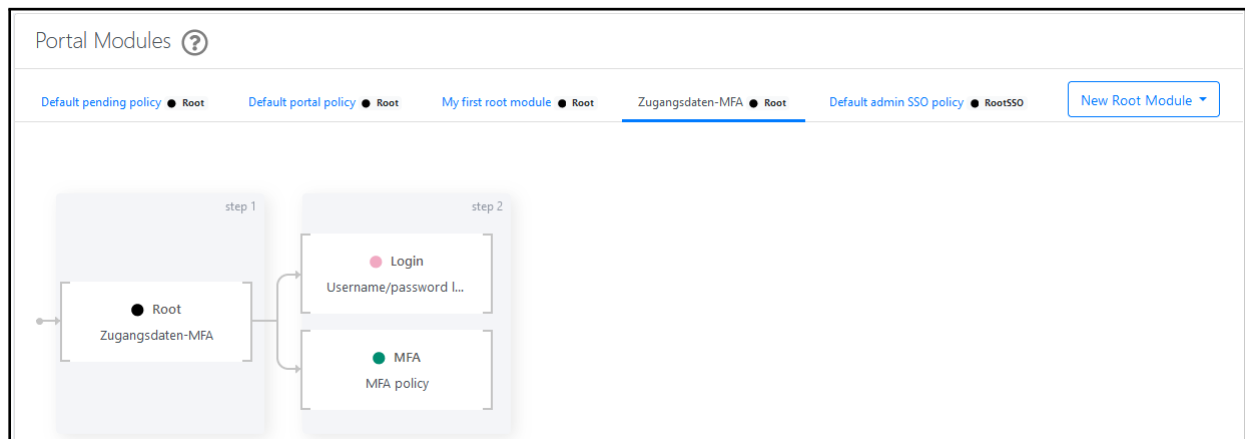 Portal Modules ?
Default pending policy ● Root Default portal policy ● Root My first root module ● Root Zugangsdaten-MFA ● Root Default admin SSO policy ● RootSSO New Root Module
step 1 step 2
Login
Username/password l...
Root
Zugangsdaten-MFA
MFA
MFA policy